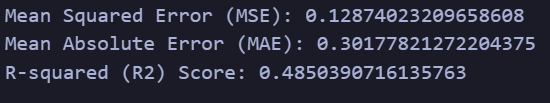 Mean Squared Error (MSE): 0.12874023209658608
Mean Absolute Error (MAE): 0.30177821272204375
R-squared (R2) Score: 0.4850390716135763